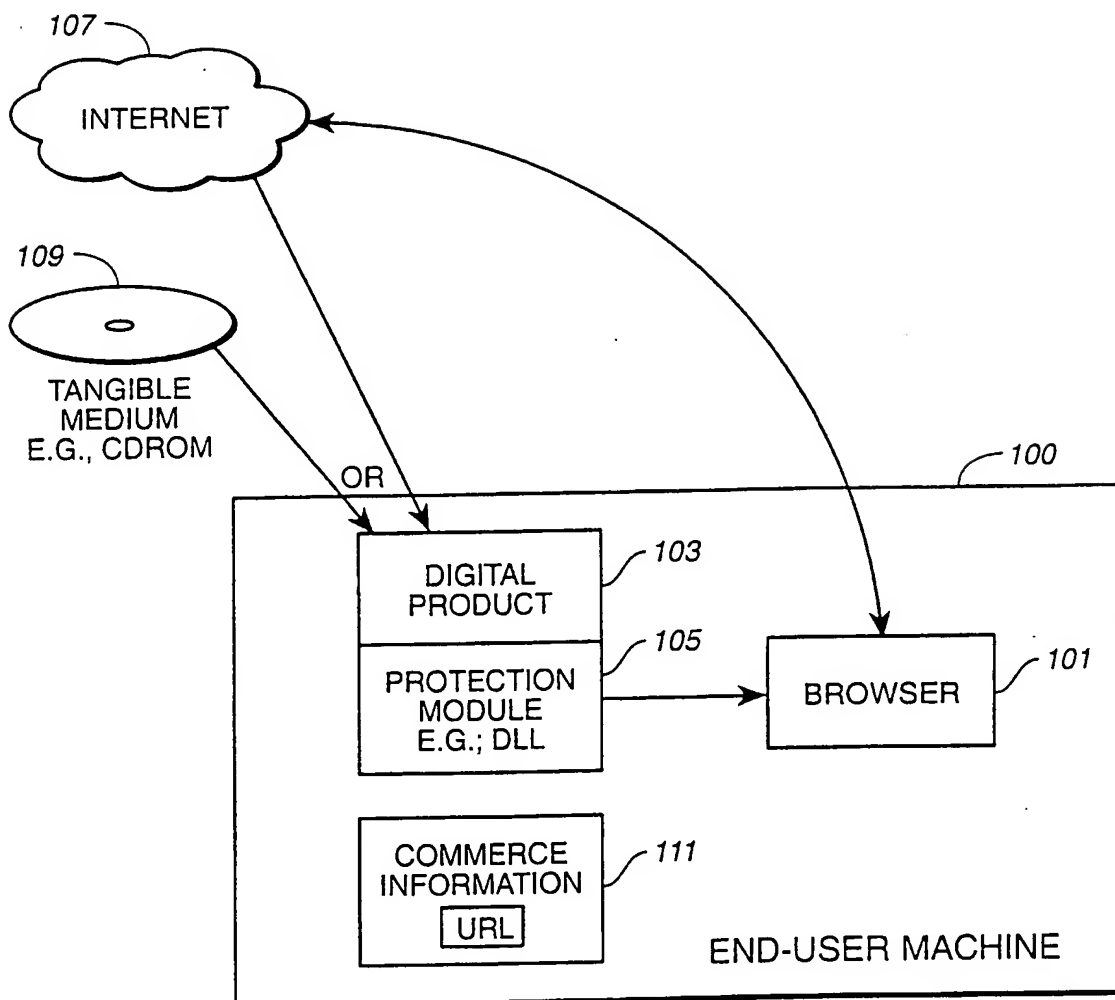 107
INTERNET
109
TANGIBLE
MEDIUM
E.G., CDROM
OR
100
DIGITAL
PRODUCT
103
PROTECTION
MODULE
E.G.; DLL
105
BROWSER
101
COMMERCE
INFORMATION
URL
111
END-USER MACHINE